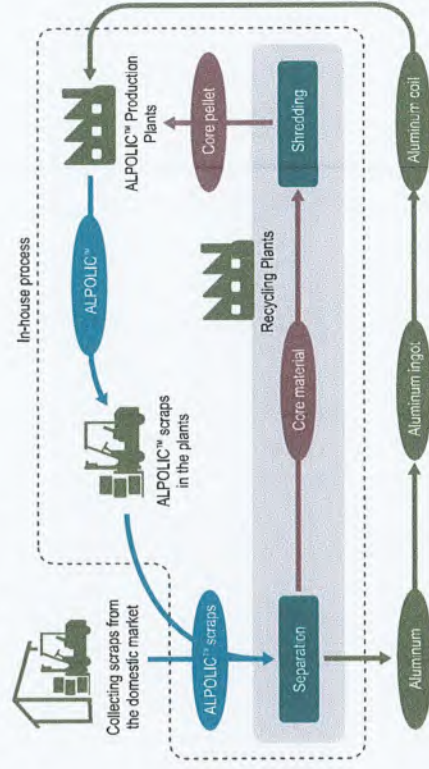 In-house process
Collecting scraps from
the domestic market
ALPOLIC™ scraps
in the plants
ALPOLIC™
ALPOLIC™ Production
Plants
ALPOLIC™ scraps
Core pellet
Recycling Plants
Separation
Core material
Shredding
Aluminum
Aluminum ingot
Aluminum coil